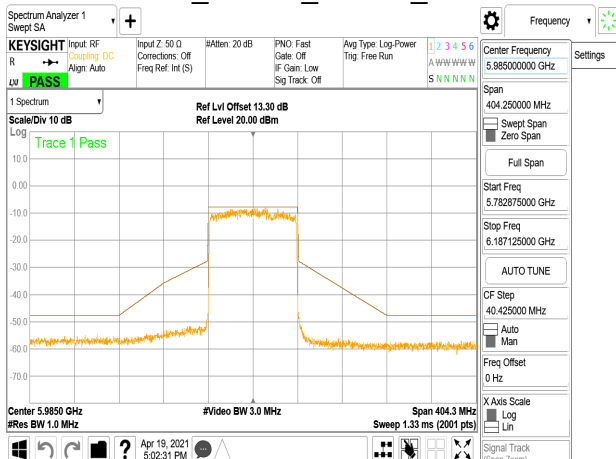 Spectrum Analyzer 1
Swept SA
Frequency
Settings
KEYSIGHT
R
LXI
PASS
Input: RF
Coupling: DC
Align: Auto
Input Z: 50 Ω
Corrections: Off
Freq Ref: Int (S)
#Atten: 20 dB
PNO: Fast
Gate: Off
IF Gain: Low
Sig Track: Off
Avg Type: Log-Power
Trig: Free Run
1 2 3 4 5 6
A W W W W W
S N N N N N
1 Spectrum
Scale/Div 10 dB
Ref Lvl Offset 13.30 dB
Ref Level 20.00 dBm
Log
Trace 1 Pass
10.0
0.00
-10.0
-20.0
-30.0
-40.0
-50.0
-60.0
-70.0
Center 5.9850 GHz
#Res BW 1.0 MHz
#Video BW 3.0 MHz
Span 404.3 MHz
Sweep 1.33 ms (2001 pts)
Center Frequency
5.985000000 GHz
Span
404.250000 MHz
Swept Span
Zero Span
Full Span
Start Freq
5.782875000 GHz
Stop Freq
6.187125000 GHz
AUTO TUNE
CF Step
40.425000 MHz
Auto
Man
Freq Offset
0 Hz
X Axis Scale
Log
Lin
Signal Track
(Span Zoom)
?
Apr 19, 2021
5:02:31 PM